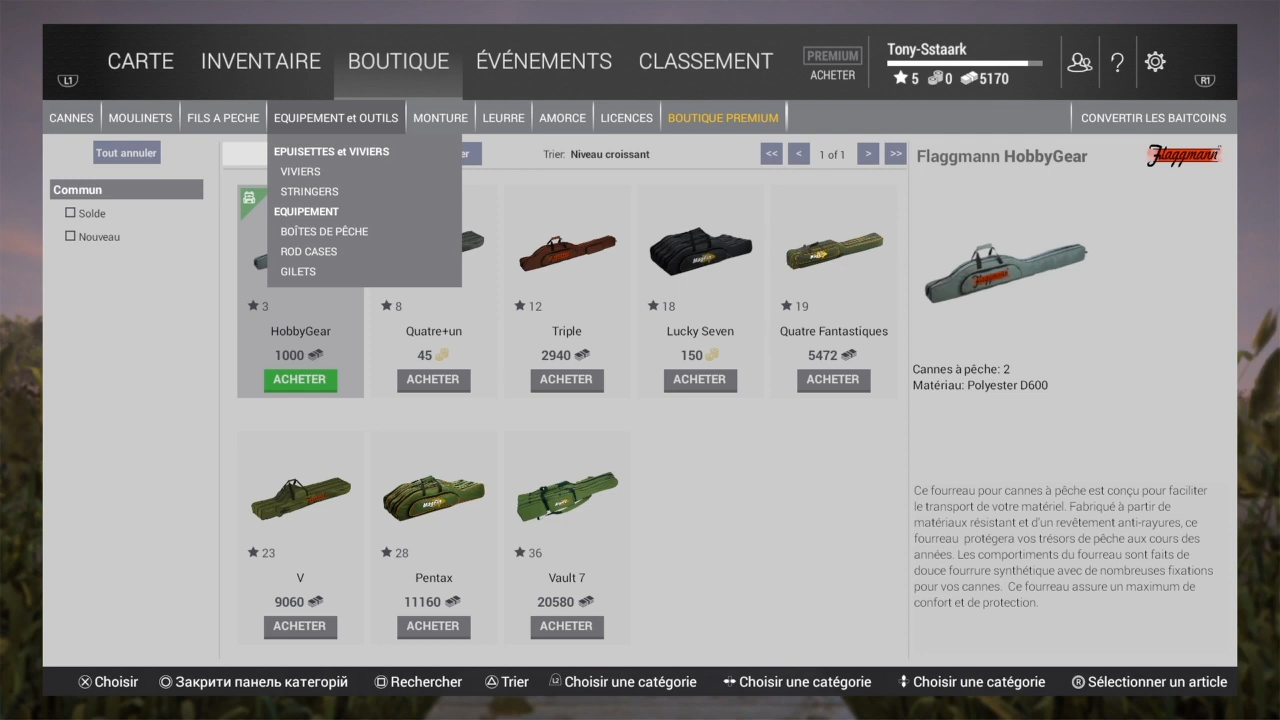 CARTE INVENTAIRE BOUTIQUE ÉVÉNEMENTS CLASSEMENT
PREMIUM
ACHETER
Tony-Sstaark
5 0 5170
?
L1
R1
CANNES MOULINETS FILS A PECHE EQUIPEMENT et OUTILS MONTURE LEURRE AMORCE LICENCES BOUTIQUE PREMIUM CONVERTIR LES BAITCOINS
Tout annuler
Commun
Solde
Nouveau
EPUISETTES et VIVIERS
VIVIERS
STRINGERS
EQUIPEMENT
BOÎTES DE PÊCHE
ROD CASES
GILETS
er
Trier: Niveau croissant
<< < 1 of 1 > >>
3 8 12 18 19
HobbyGear Quatre+un Triple Lucky Seven Quatre Fantastiques
1000 45 2940 150 5472
ACHETER ACHETER ACHETER ACHETER ACHETER
23 28 36
V Pentax Vault 7
9060 11160 20580
ACHETER ACHETER ACHETER
Flaggmann HobbyGear
Flaggmann
Flaggmann
Cannes à pêche: 2
Matériau: Polyester D600
Ce fourreau pour cannes à pêche est conçu pour faciliter
le transport de votre matériel. Fabriqué à partir de
matériaux résistant et d'un revêtement anti-rayures, ce
fourreau protégera vos trésors de pêche aux cours des
années. Les compartiments du fourreau sont faits de
douce fourrure synthétique avec de nombreuses fixations
pour vos cannes. Ce fourreau assure un maximum de
confort et de protection.
Choisir Закрити панель категорій Rechercher Trier L2 Choisir une catégorie Choisir une catégorie Choisir une catégorie R Sélectionner un article